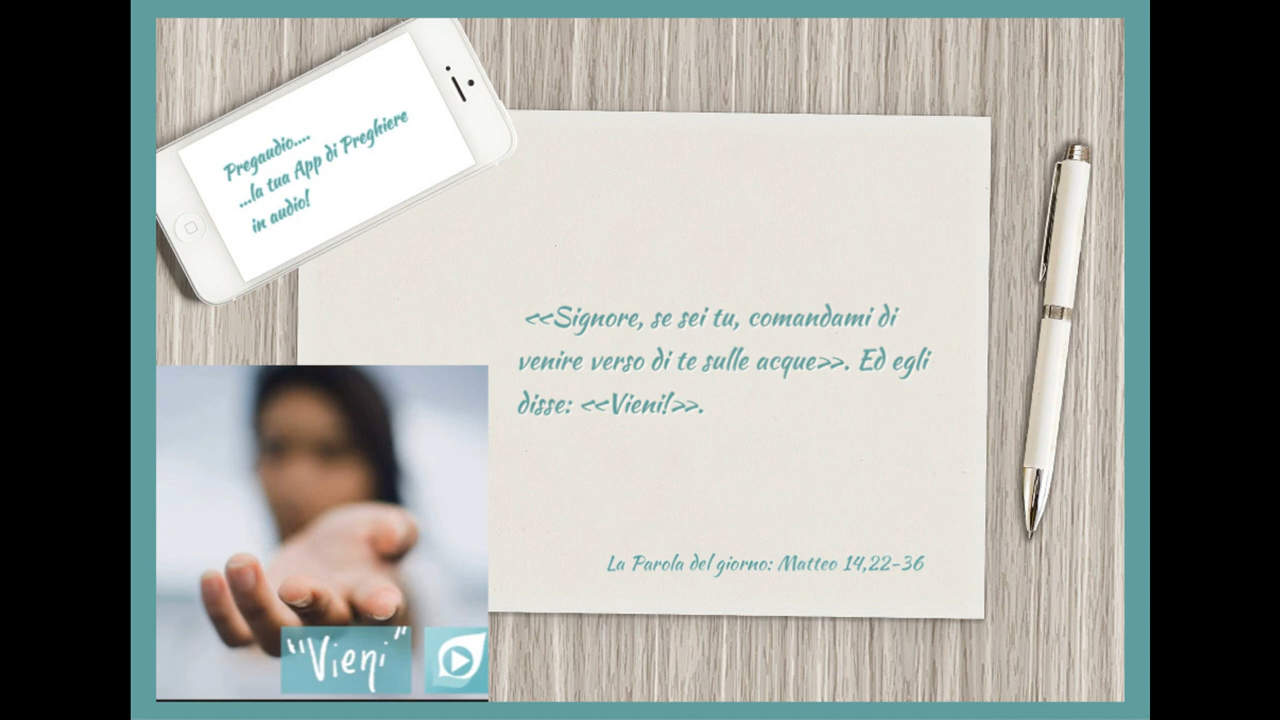 Pregaudio....
...la tua App di Preghiere
in audio!
<<Signore, se sei tu, comandami di
venire verso di te sulle acque>>. Ed egli
disse: <<Vieni!>>.
La Parola del giorno: Matteo 14,22-36
"Vieni"